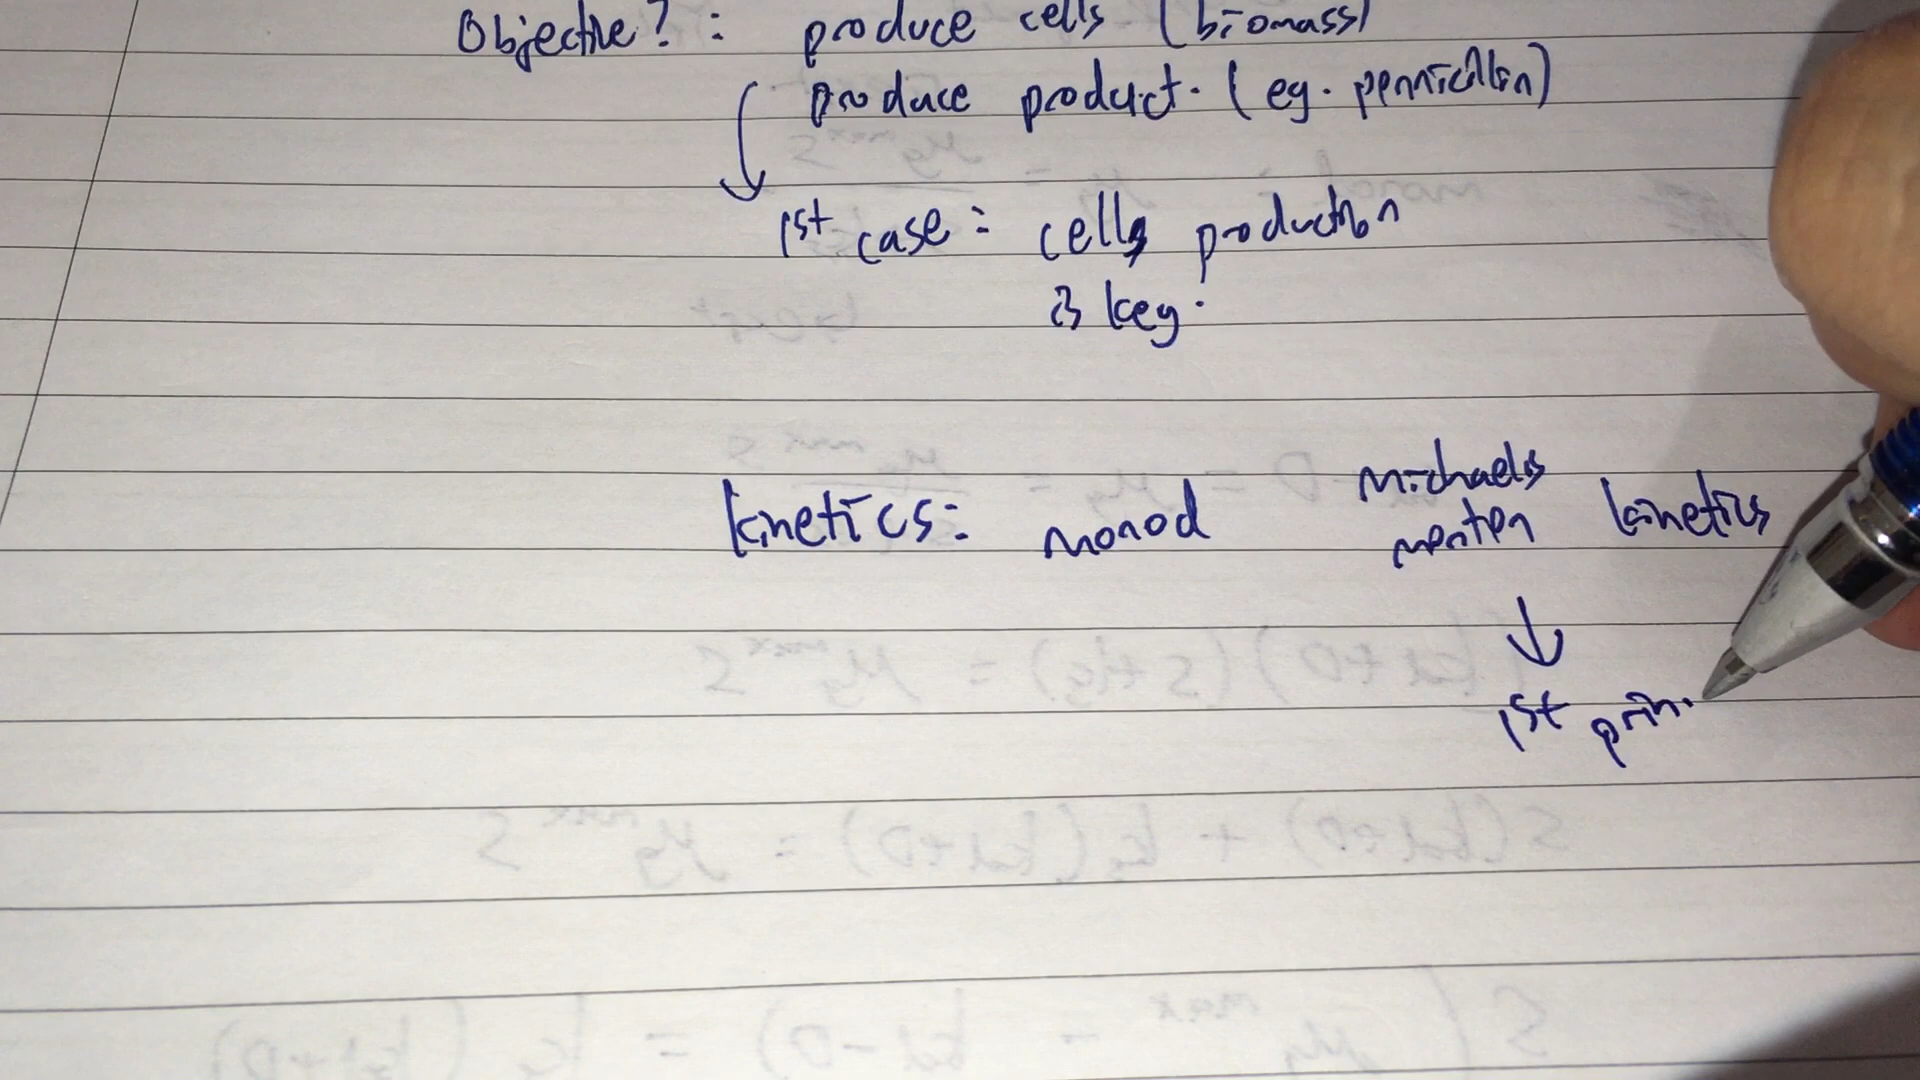 Objective? : produce cells (biomass)
produce product. (eg. pennicillin)
1st case: cells production
is key.
kinetics: monod michaelis menten kinetics
1st prin